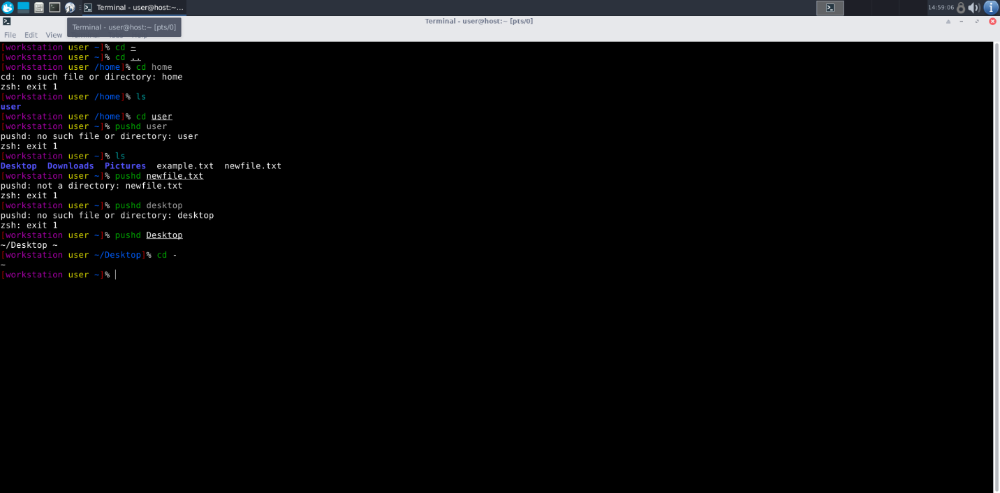 Terminal - user@host:~...
14:59:06
Terminal - user@host:~ [pts/0]
Terminal - user@host:~ [pts/0]
File Edit View
[workstation user ~]% cd ~
[workstation user ~]% cd ..
[workstation user /home]% cd home
cd: no such file or directory: home
zsh: exit 1
[workstation user /home]% ls
user
[workstation user /home]% cd user
[workstation user ~]% pushd user
pushd: no such file or directory: user
zsh: exit 1
[workstation user ~]% ls
Desktop  Downloads  Pictures  example.txt  newfile.txt
[workstation user ~]% pushd newfile.txt
pushd: not a directory: newfile.txt
zsh: exit 1
[workstation user ~]% pushd desktop
pushd: no such file or directory: desktop
zsh: exit 1
[workstation user ~]% pushd Desktop
~/Desktop ~
[workstation user ~/Desktop]% cd -
~
[workstation user ~]%